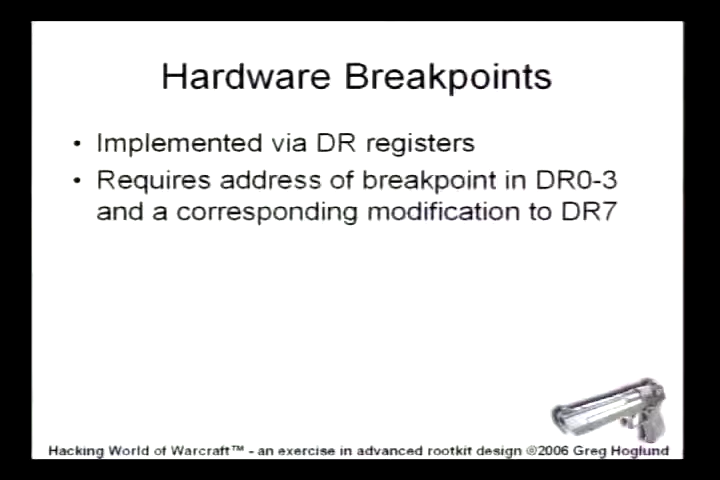 Hardware Breakpoints
• Implemented via DR registers
• Requires address of breakpoint in DR0-3
and a corresponding modification to DR7
Hacking World of Warcraft™ - an exercise in advanced rootkit design ©2006 Greg Hoglund